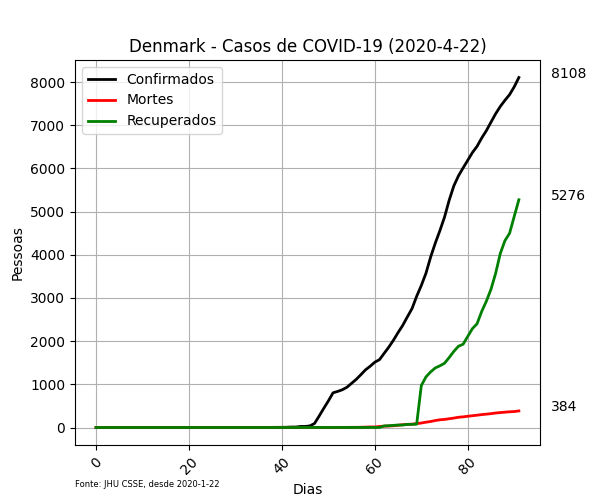 Denmark - Casos de COVID-19 (2020-4-22)
Confirmados
Mortes
Recuperados
8000
7000
6000
5000
4000
3000
2000
1000
0
Pessoas
8108
5276
384
0
20
40
60
80
Dias
Fonte: JHU CSSE, desde 2020-1-22